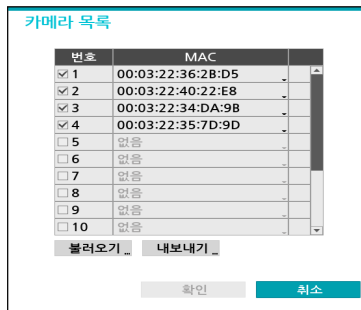 카메라 목록
번호 MAC
1 00:03:22:36:2B:D5
2 00:03:22:40:22:E8
3 00:03:22:34:DA:9B
4 00:03:22:35:7D:9D
5 없음
6 없음
7 없음
8 없음
9 없음
10 없음
불러오기 내보내기
확인 취소